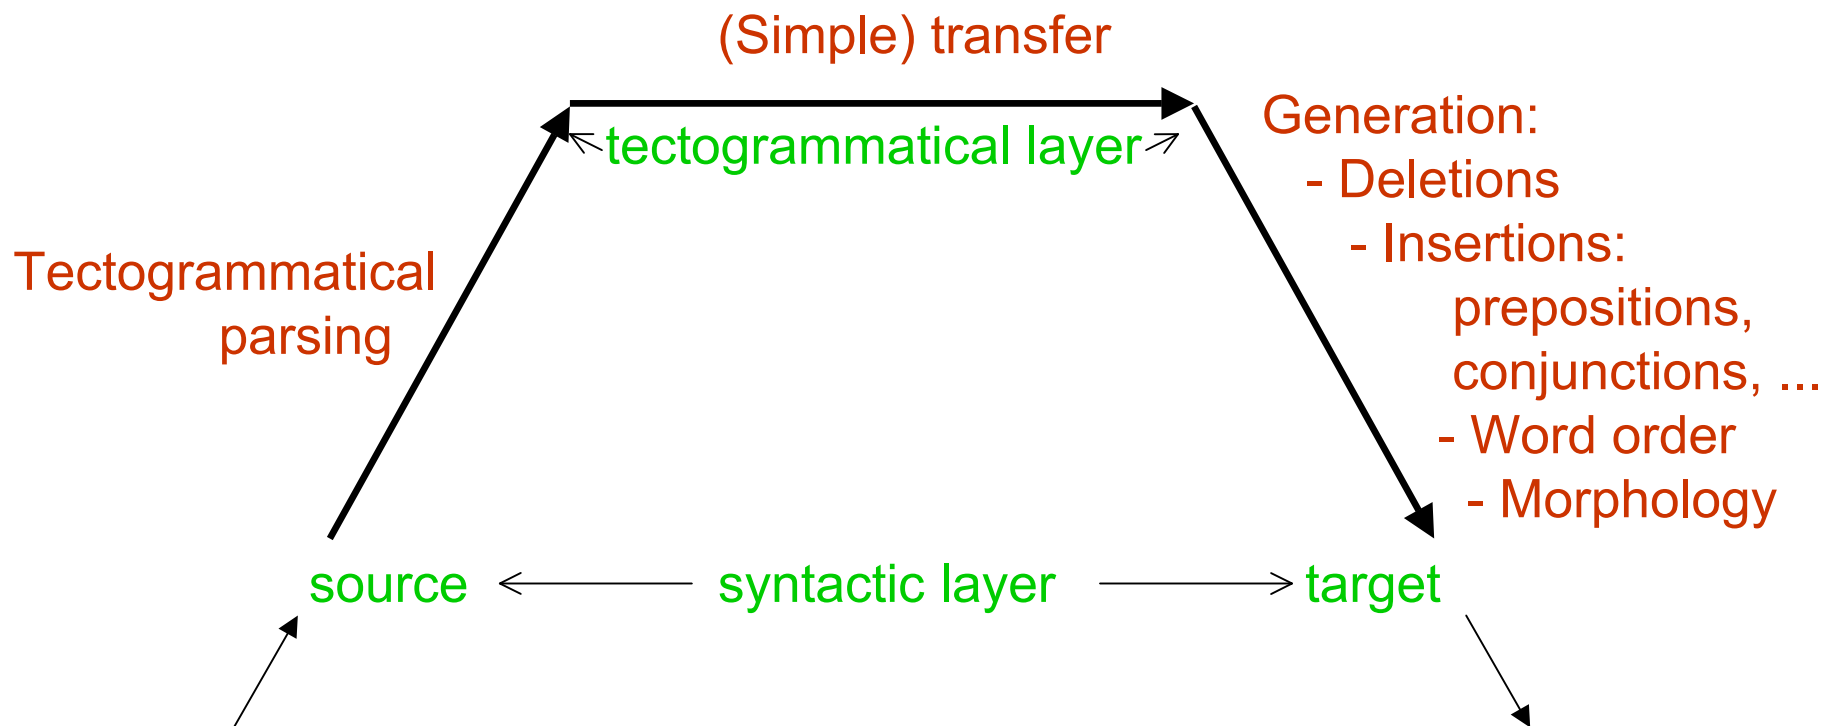 (Simple) transfer
tectogrammatical layer
Generation:
- Deletions
- Insertions:
prepositions,
conjunctions, ...
- Word order
- Morphology
Tectogrammatical
parsing
source
syntactic layer
target